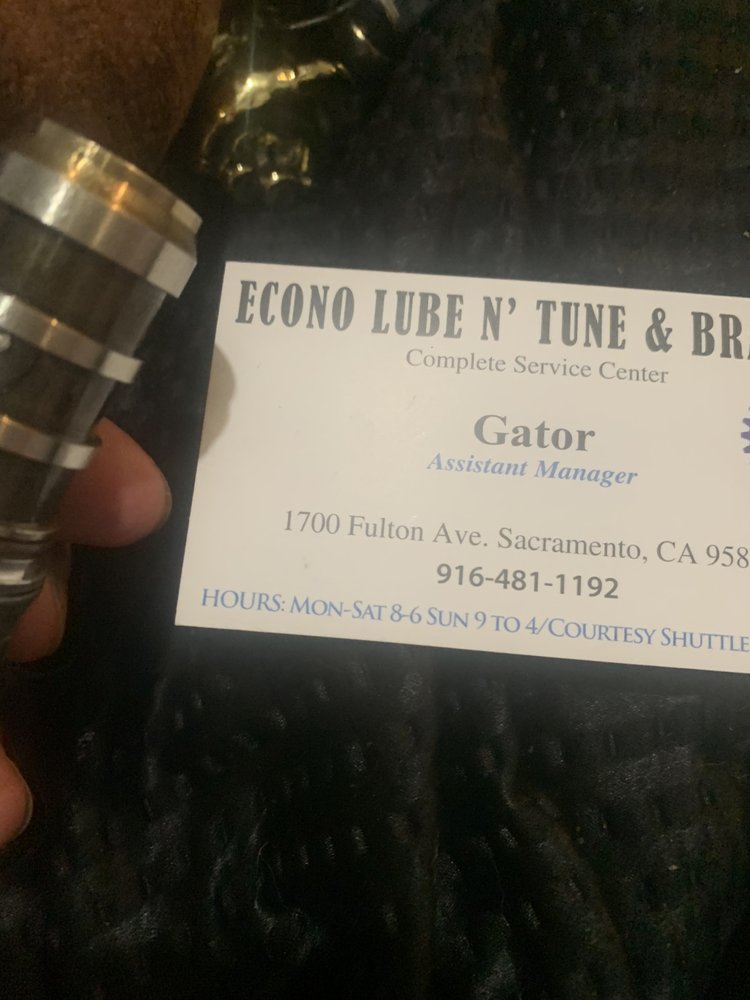 ECONO LUBE N' TUNE & BRA
Complete Service Center
Gator
Assistant Manager
1700 Fulton Ave. Sacramento, CA 958
916-481-1192
HOURS: MON-SAT 8-6 SUN 9 TO 4/COURTESY SHUTTLE